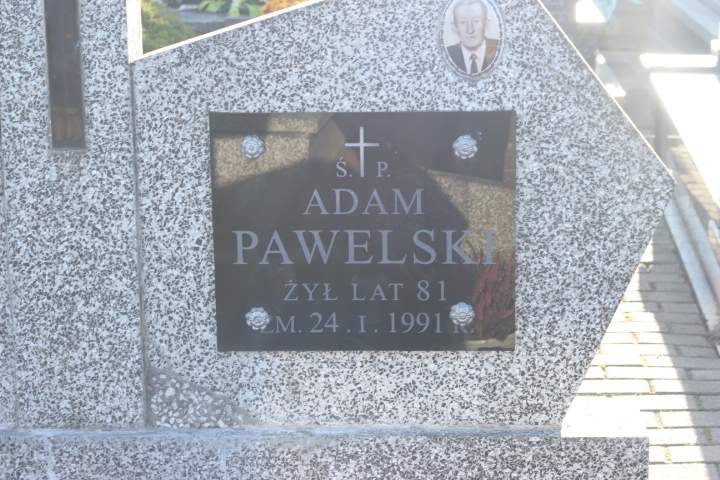 Ś. P.
ADAM
PAWELSKI
ŻYŁ LAT 81
ZM. 24.I.1991 R.